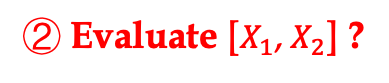 ② Evaluate [X₁, X₂] ?